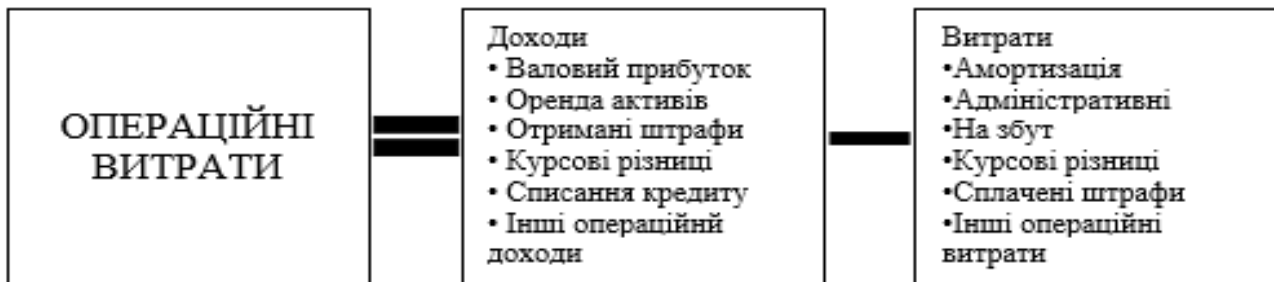 ОПЕРАЦІЙНІ
ВИТРАТИ
Доходи
• Валовий прибуток
• Оренда активів
• Отримані штрафи
• Курсові різниці
• Списання кредиту
• Інші операційнй
доходи
Витрати
•Амортизація
•Адміністративні
•На збут
•Курсові різниці
•Сплачені штрафи
•Інші операційні
витрати